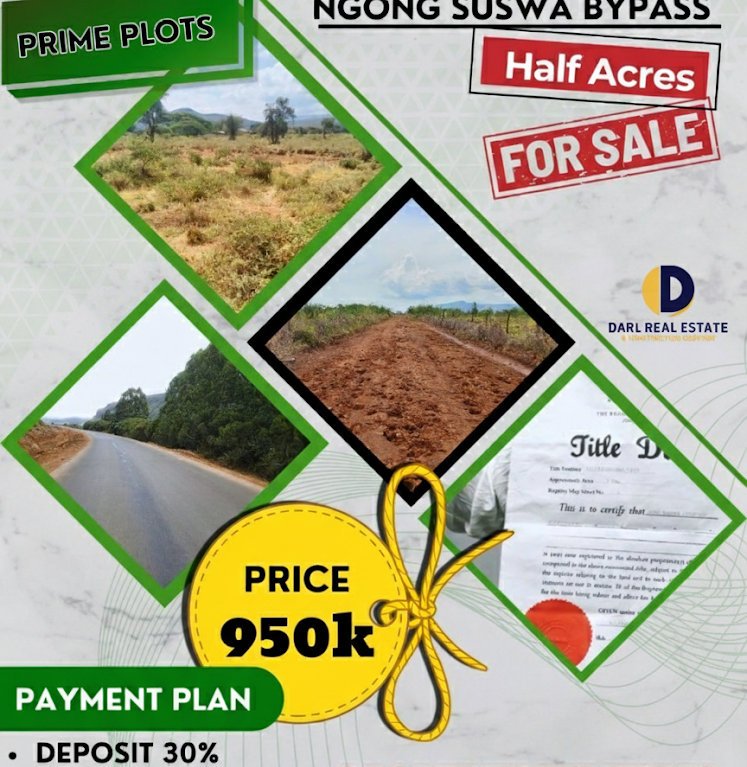 NGONG SUSWA BYPASS
PRIME PLOTS
Half Acres
FOR SALE
D
DARL REAL ESTATE
Title
This is to certify that
PRICE
950k
PAYMENT PLAN
• DEPOSIT 30%